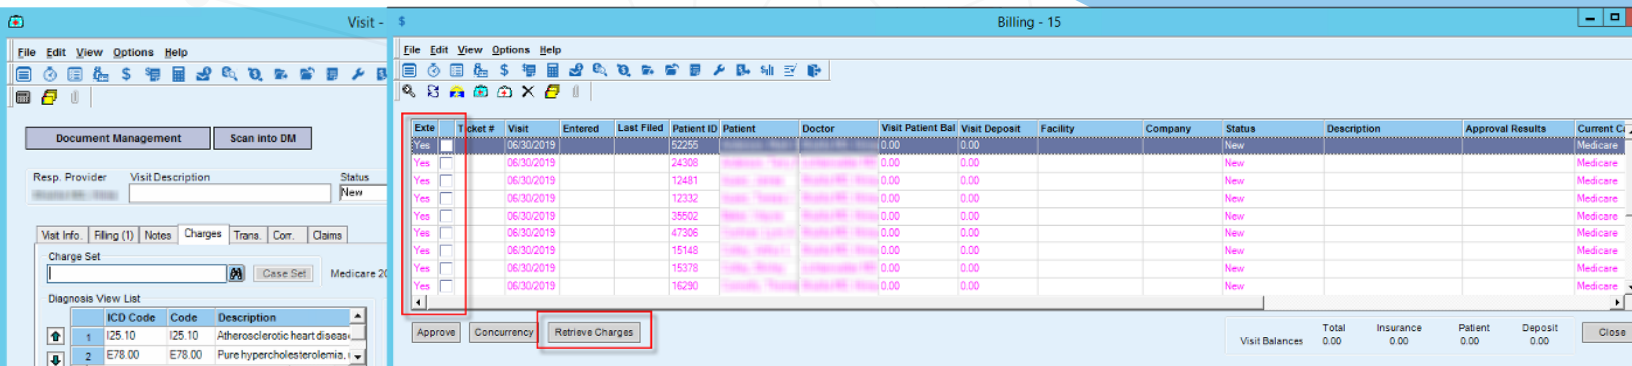 Visit -
File Edit View Options Help
Document Management Scan into DM
Resp. Provider Visit Description Status
New
Visit Info. Filing (1) Notes Charges Trans. Corr. Claims
Charge Set
Case Set Medicare 20
Diagnosis View List
ICD Code Code Description
1 I25.10 I25.10 Atherosclerotic heart disease
2 E78.00 E78.00 Pure hypercholesterolemia,
$ Billing - 15
File Edit View Options Help
Exte Ticket # Visit Entered Last Filed Patient ID Patient Doctor Visit Patient Bal Visit Deposit Facility Company Status Description Approval Results Current Ca
Yes 06/30/2019 52255 0.00 0.00 New Medicare
Yes 06/30/2019 24308 0.00 0.00 New Medicare
Yes 06/30/2019 12481 0.00 0.00 New Medicare
Yes 06/30/2019 12332 0.00 0.00 New Medicare
Yes 06/30/2019 35502 0.00 0.00 New Medicare
Yes 06/30/2019 47306 0.00 0.00 New Medicare
Yes 06/30/2019 15148 0.00 0.00 New Medicare
Yes 06/30/2019 15378 0.00 0.00 New Medicare
Yes 06/30/2019 16290 0.00 0.00 New Medicare
Approve Concurrency Retrieve Charges
Total Insurance Patient Deposit
Visit Balances 0.00 0.00 0.00 0.00
Close